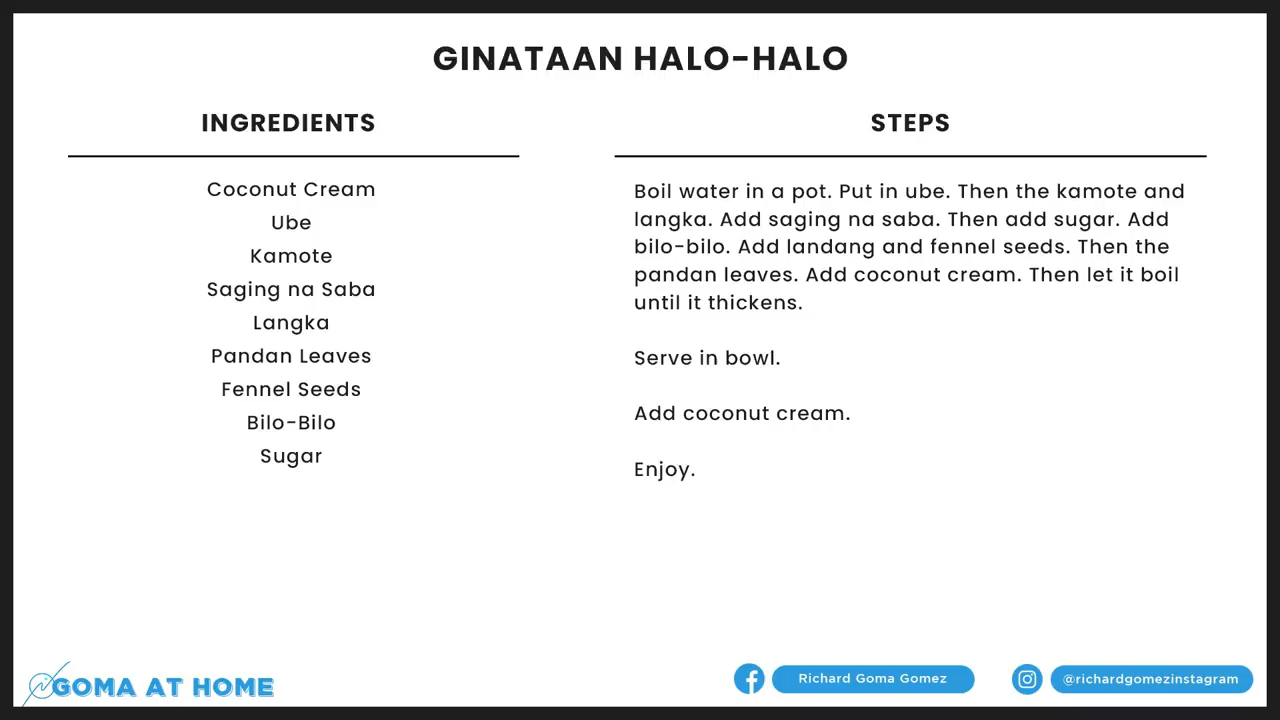 GINATAAN HALO-HALO
INGREDIENTS
Coconut Cream
Ube
Kamote
Saging na Saba
Langka
Pandan Leaves
Fennel Seeds
Bilo-Bilo
Sugar
STEPS
Boil water in a pot. Put in ube. Then the kamote and
langka. Add saging na saba. Then add sugar. Add
bilo-bilo. Add landang and fennel seeds. Then the
pandan leaves. Add coconut cream. Then let it boil
until it thickens.
Serve in bowl.
Add coconut cream.
Enjoy.
GOMA AT HOME
Richard Goma Gomez
@richardgomezinstagram